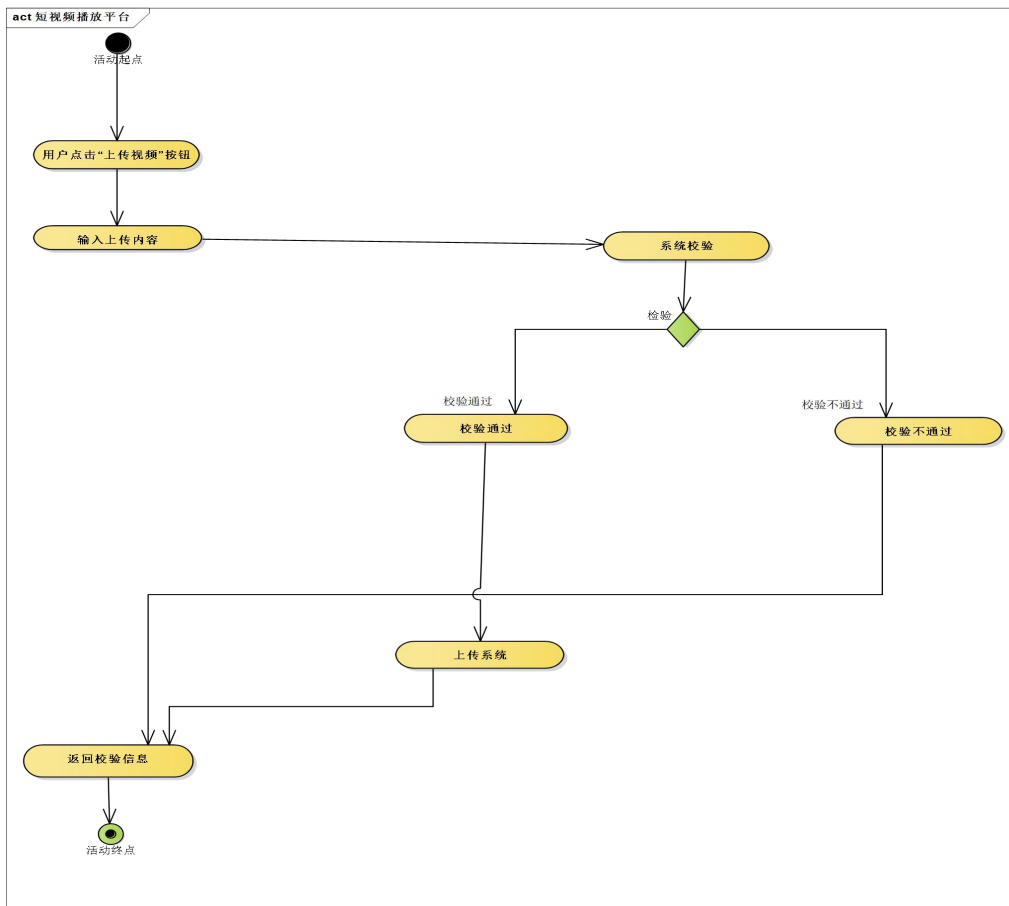 act 短视频播放平台
活动起点
用户点击“上传视频”按钮
输入上传内容
系统校验
检验
校验通过
校验不通过
校验通过
校验不通过
上传系统
返回校验信息
活动终点